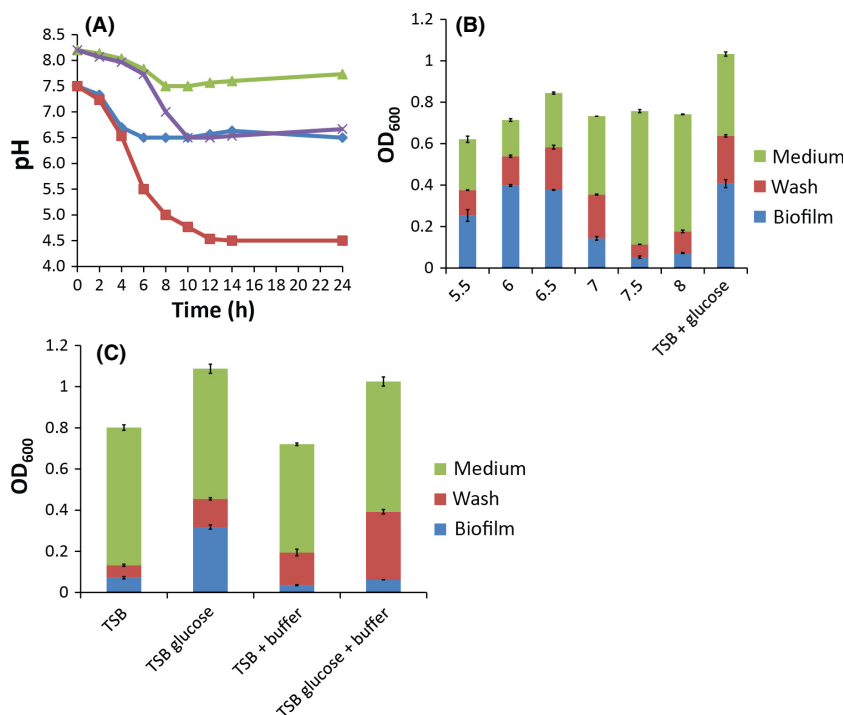 (A)
8.5
8.0
7.5
7.0
6.5
6.0
5.5
5.0
4.5
4.0
pH
0 2 4 6 8 10 12 14 16 18 20 22 24
Time (h)
(B)
1.2
1
0.8
0.6
0.4
0.2
0
OD600
5.5 6 6.5 7 7.5 8 TSB + glucose
Medium
Wash
Biofilm
(C)
1.2
1
0.8
0.6
0.4
0.2
0
OD600
TSB TSB glucose TSB + buffer TSB glucose + buffer
Medium
Wash
Biofilm